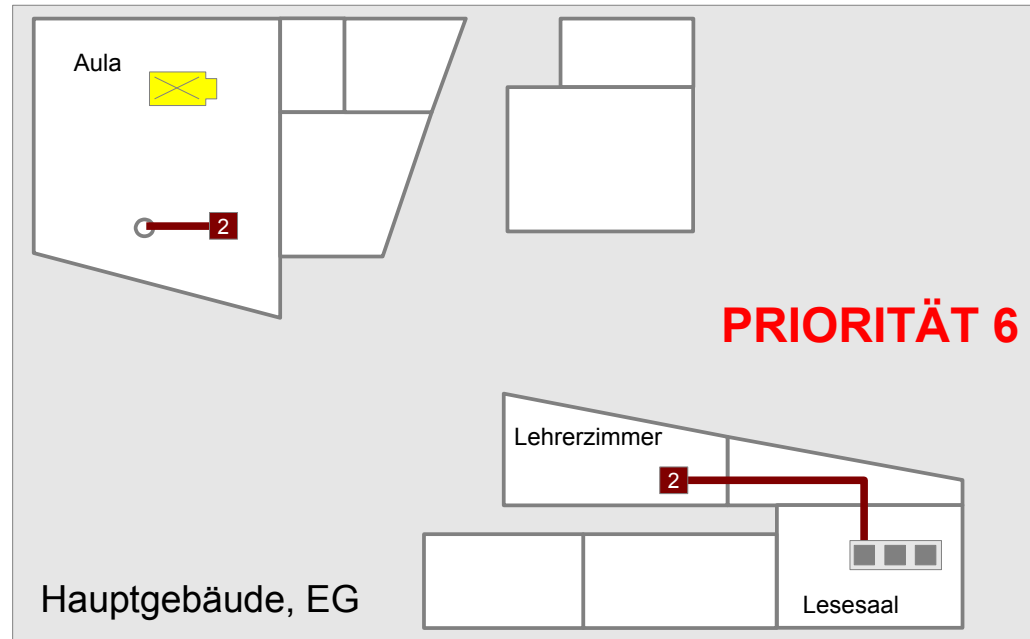 Aula
2
PRIORITÄT 6
Lehrerzimmer
2
Hauptgebäude, EG
Lesesaal